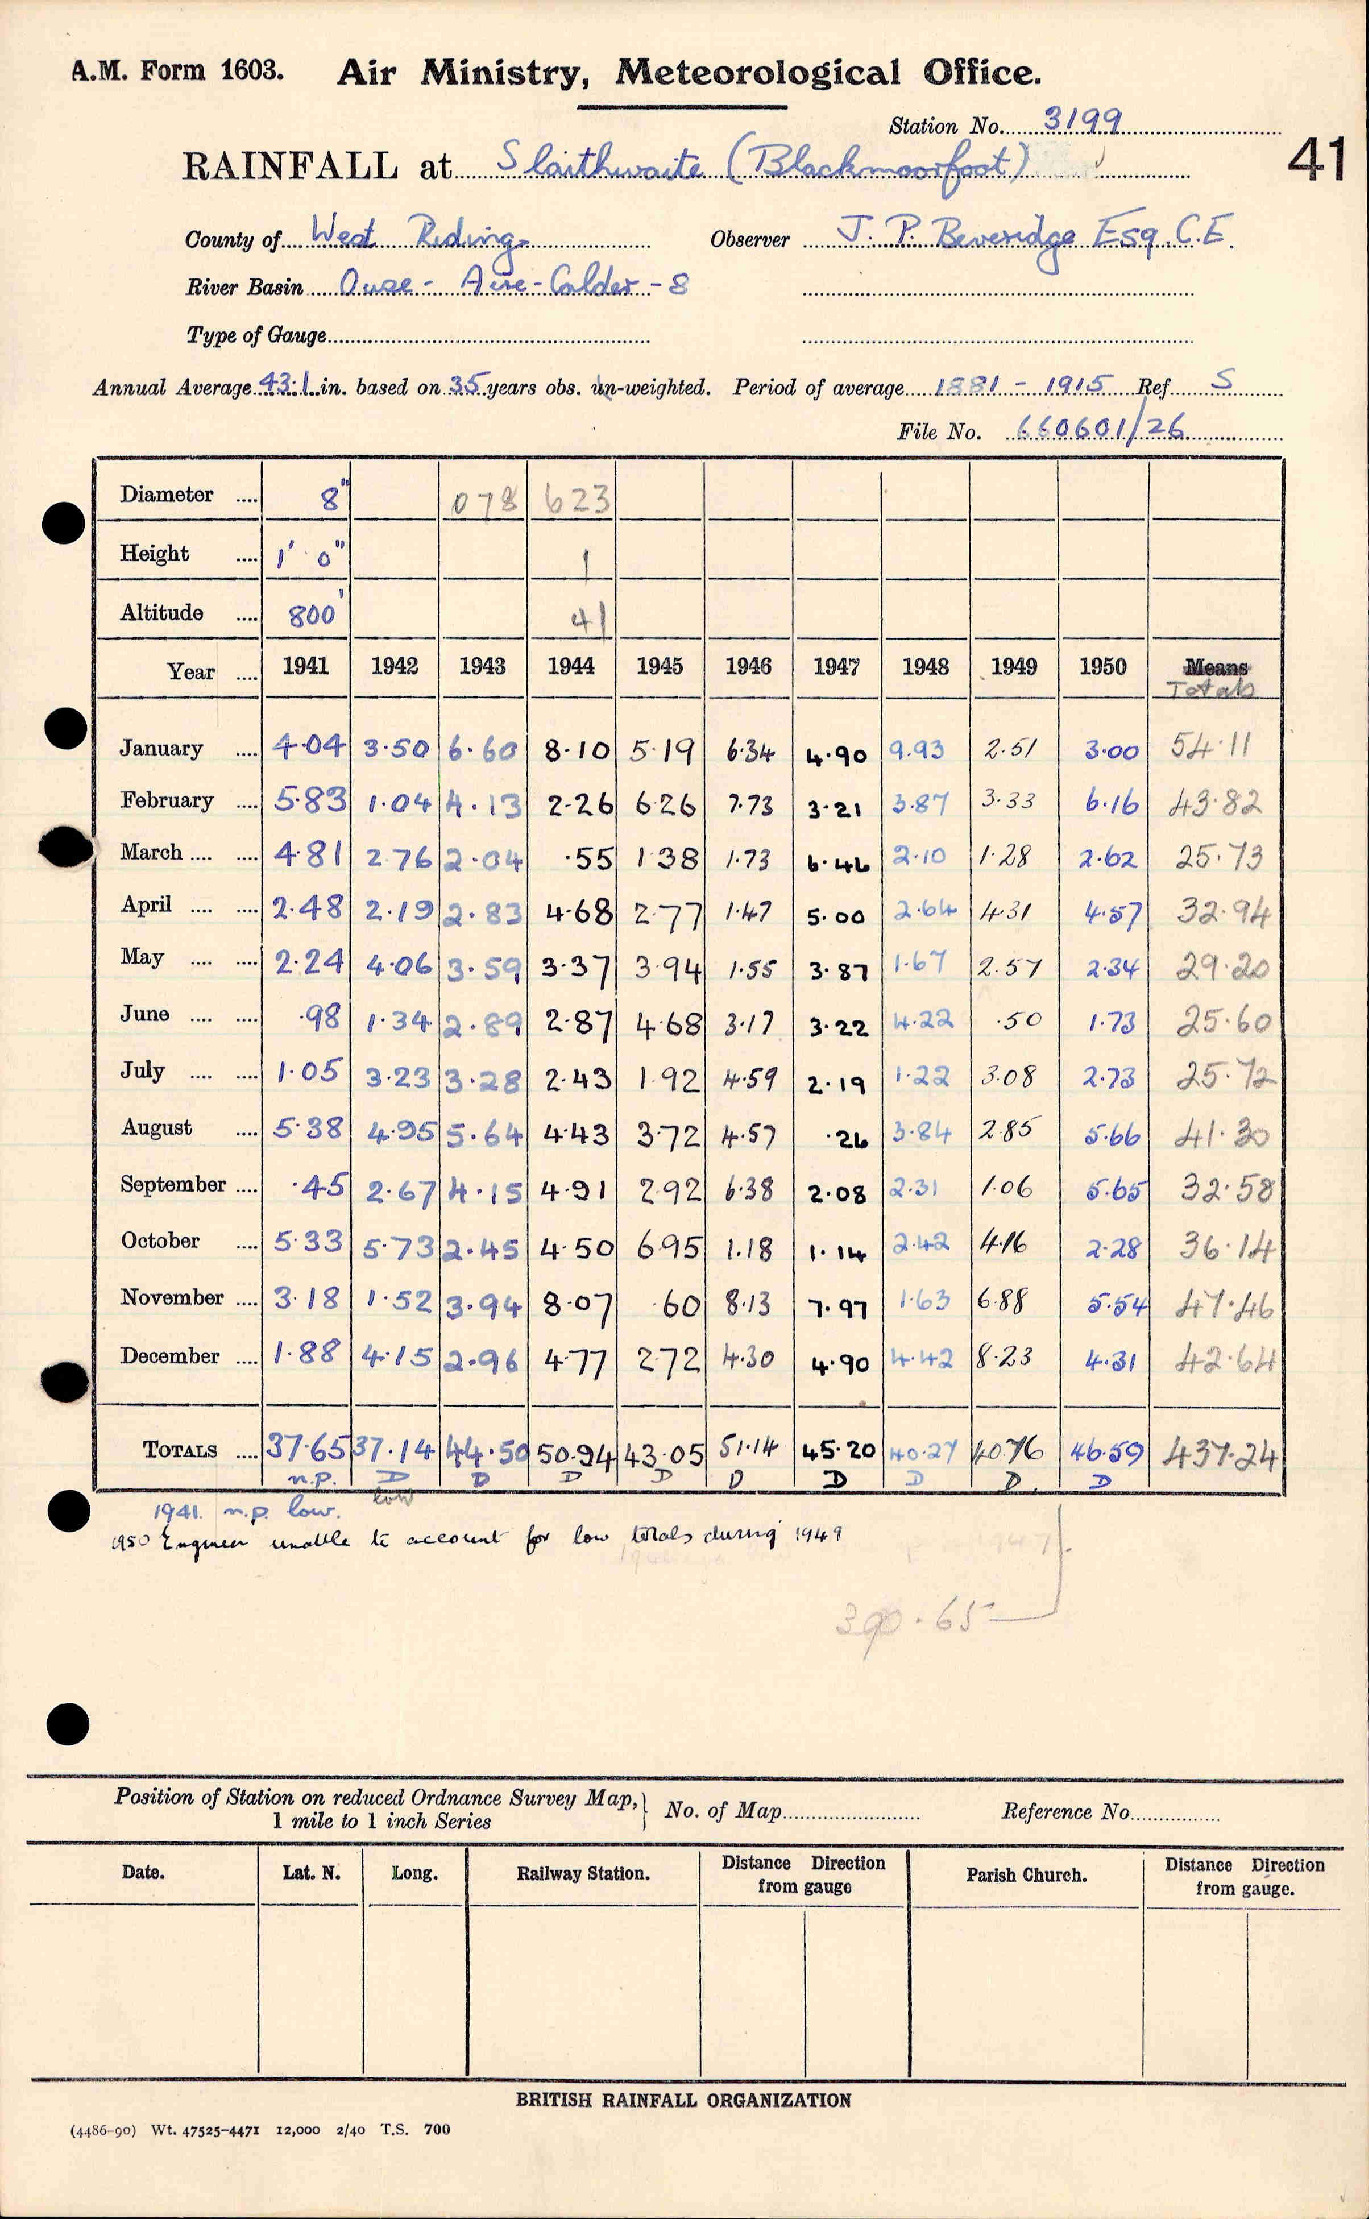 A.M. Form 1603. Air Ministry, Meteorological Office.
Station No. 3199
41
RAINFALL at Slaithwaite (Blackmoorfoot)
County of West Riding Observer J. P. Beveridge Esq. C.E.
River Basin Ouse - Aire - Calder - 8
Type of Gauge
Annual Average 43.1 in. based on 35 years obs. un-weighted. Period of average 1881 - 1915 Ref S
File No. 660601/26
Diameter .... 8" 078 623
Height .... 1' 0" 1
Altitude .... 800' 41
Year .... 1941 1942 1943 1944 1945 1946 1947 1948 1949 1950 Means
Totals
January .... 4.04 3.50 6.60 8.10 5.19 6.34 4.90 9.93 2.51 3.00 54.11
February .... 5.83 1.04 4.13 2.26 6.26 7.73 3.21 3.87 3.33 6.16 43.82
March .... .... 4.81 2.76 2.04 .55 1.38 1.73 6.46 2.10 1.28 2.62 25.73
April .... .... 2.48 2.19 2.83 4.68 2.77 1.47 5.00 2.64 4.31 4.57 32.94
May .... .... 2.24 4.06 3.59 3.37 3.94 1.55 3.87 1.67 2.57 2.34 29.20
June .... .... .98 1.34 2.89 2.87 4.68 3.17 3.22 4.22 .50 1.73 25.60
July .... .... 1.05 3.23 3.28 2.43 1.92 4.59 2.19 1.22 3.08 2.73 25.72
August .... 5.38 4.95 5.64 4.43 3.72 4.57 .26 3.84 2.85 5.66 41.30
September .... .45 2.67 4.15 4.91 2.92 6.38 2.08 2.31 1.06 5.65 32.58
October .... 5.33 5.73 2.45 4.50 6.95 1.18 1.14 2.42 4.16 2.28 36.14
November .... 3.18 1.52 3.94 8.07 .60 8.13 7.97 1.63 6.88 5.54 47.46
December .... 1.88 4.15 2.96 4.77 2.72 4.30 4.90 4.42 8.23 4.31 42.64
TOTALS .... 37.65 37.14 44.50 50.94 43.05 51.14 45.20 40.27 40.76 46.59 437.24
n.p. D D D D D D D D D
low
1941. n.p. low.
1950 Engineer unable to account for low totals during 1949
1947
390.65
Position of Station on reduced Ordnance Survey Map, 
1 mile to 1 inch Series
No. of Map Reference No.
Date. Lat. N. Long. Railway Station. Distance Direction from gauge Parish Church. Distance Direction from gauge.
BRITISH RAINFALL ORGANIZATION
(4486-90) Wt. 47525-4471 12,000 2/40 T.S. 700